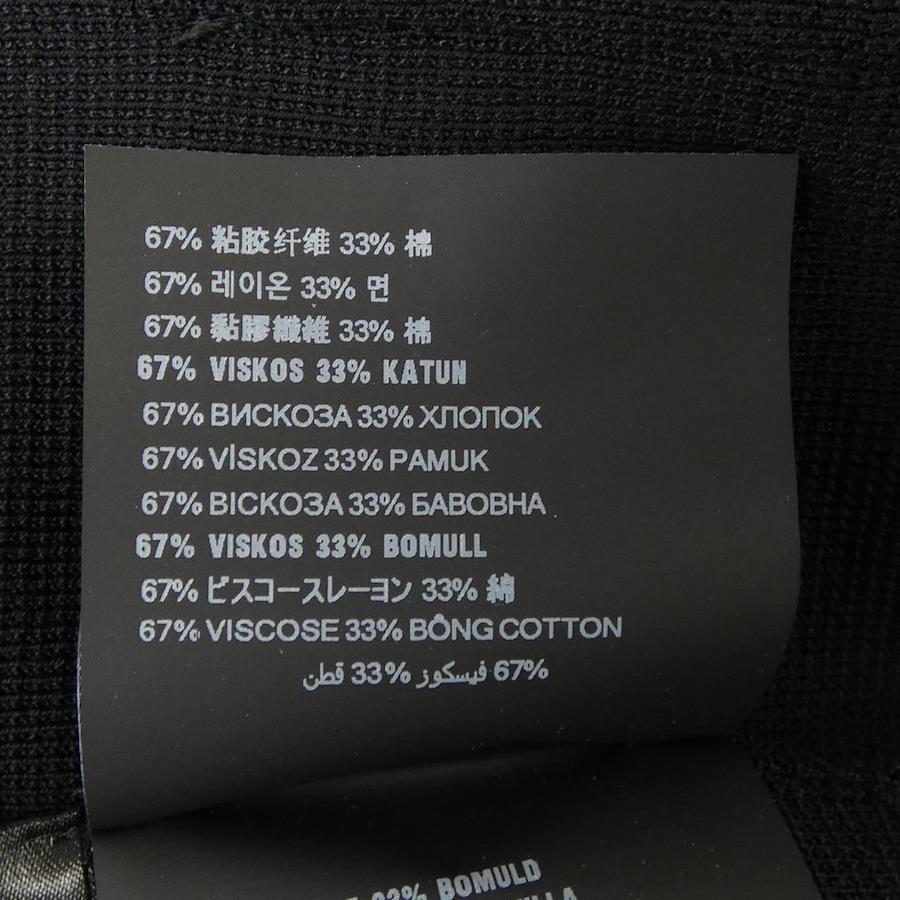 67% 粘胶纤维 33% 棉
67% 레이온 33% 면
67% 黏膠纖維 33% 棉
67% VISKOS 33% KATUN
67% ВИСКОЗА 33% ХЛОПОК
67% VİSKOZ 33% PAMUK
67% ВІСКОЗА 33% БАВОВНА
67% VISKOS 33% BOMULL
67% ビスコースレーヨン 33% 綿
67% VISCOSE 33% BÔNG COTTON
67% فيسكوز 33% قطن
33% BOMULD